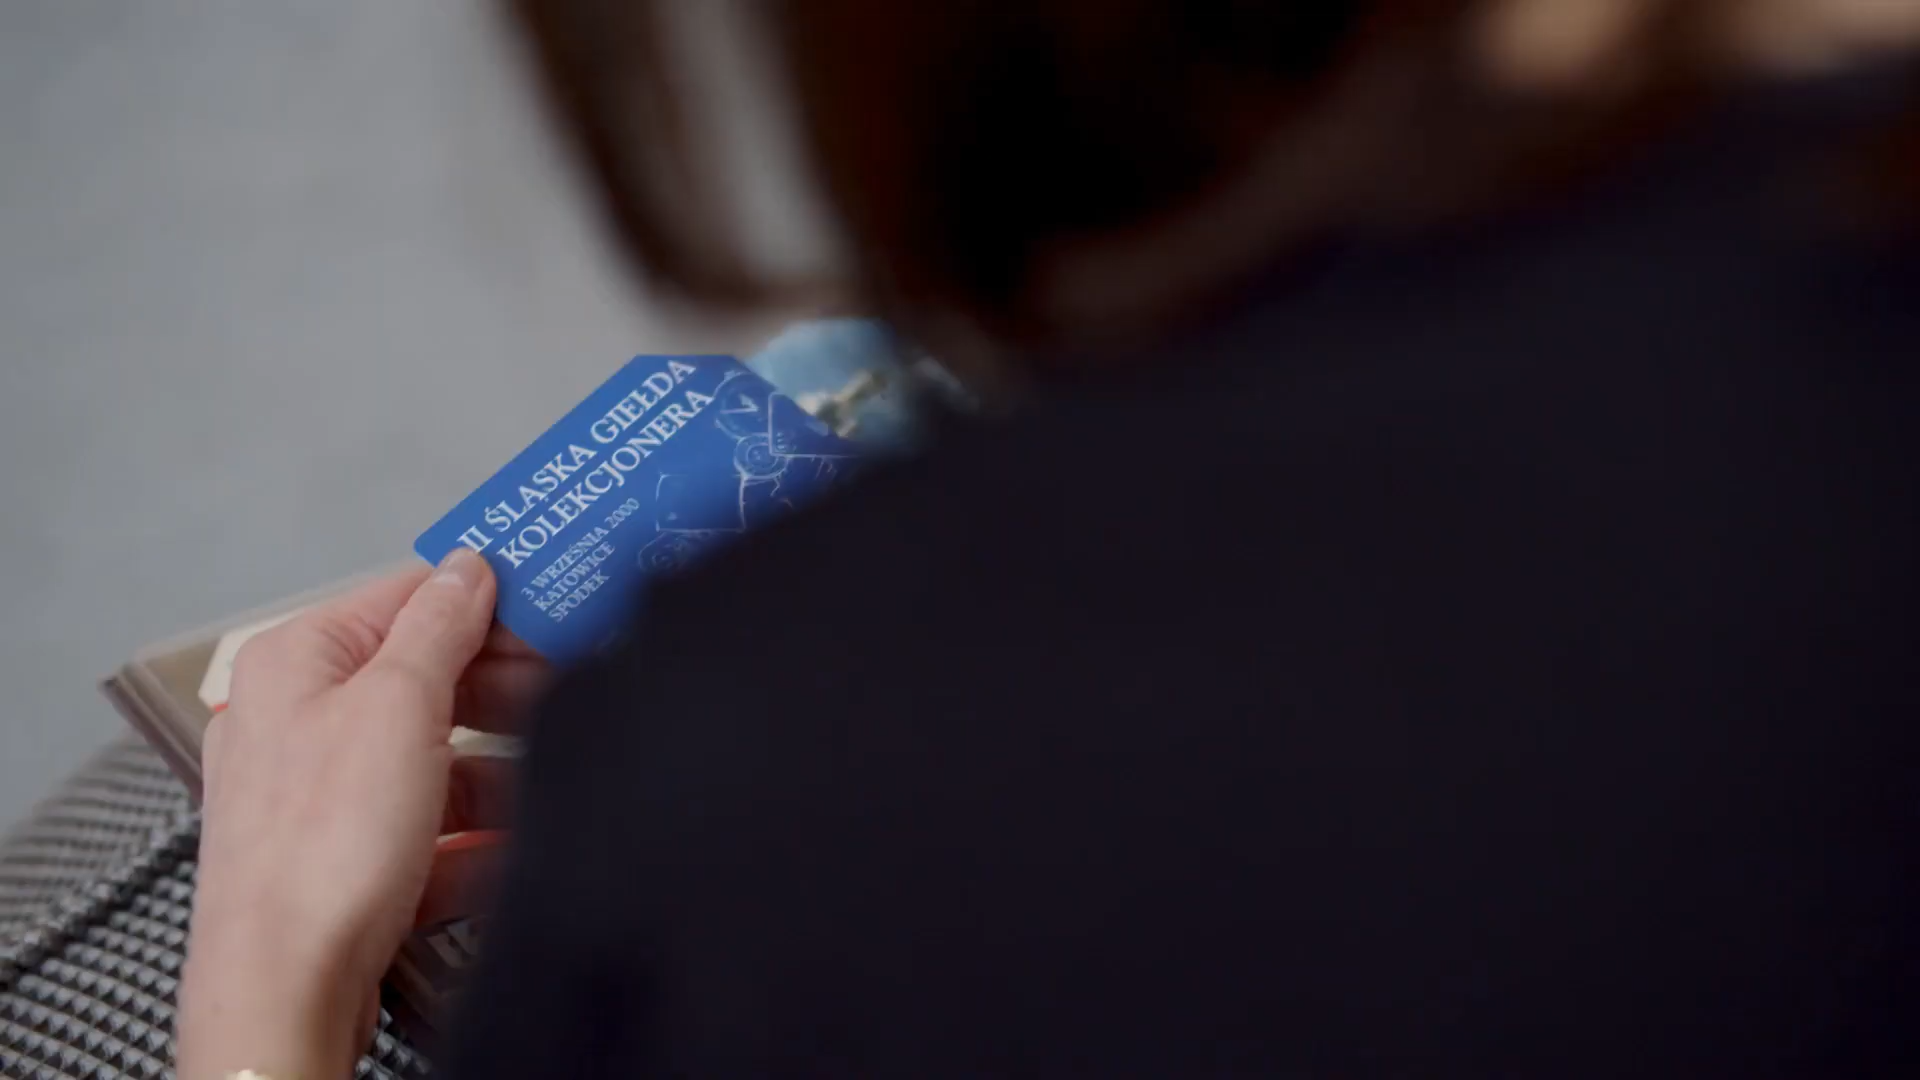 II ŚLĄSKA GIEŁDA
KOLEKCJONERA
3 WRZEŚNIA 2000
KATOWICE
SPODEK